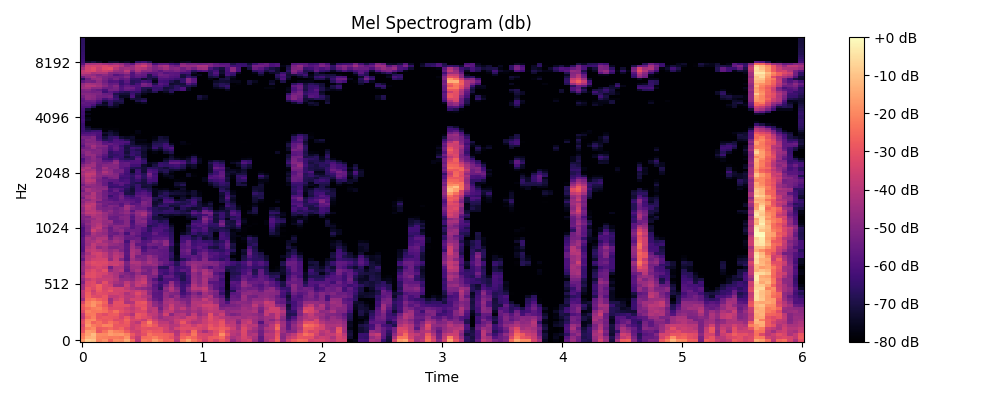 Mel Spectrogram (db)
8192
4096
2048
1024
512
0
Hz
0 1 2 3 4 5 6
Time
+0 dB
-10 dB
-20 dB
-30 dB
-40 dB
-50 dB
-60 dB
-70 dB
-80 dB